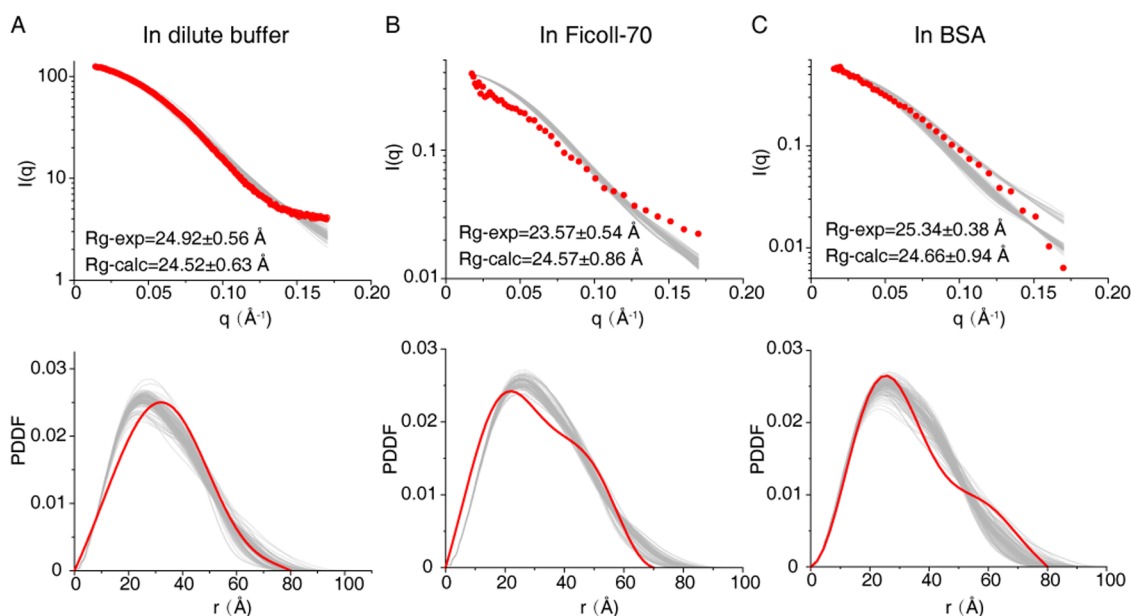 A
In dilute buffer
B
In Ficoll-70
C
In BSA
I(q)
100
10
1
Rg-exp=24.92±0.56 Å
Rg-calc=24.52±0.63 Å
0.00
0.05
0.10
0.15
0.20
q (Å⁻¹)
I(q)
0.1
0.01
Rg-exp=23.57±0.54 Å
Rg-calc=24.57±0.86 Å
0.00
0.05
0.10
0.15
0.20
q (Å⁻¹)
I(q)
0.1
0.01
Rg-exp=25.34±0.38 Å
Rg-calc=24.66±0.94 Å
0.00
0.05
0.10
0.15
0.20
q (Å⁻¹)
PDDF
0.03
0.02
0.01
0
0
20
40
60
80
100
r (Å)
PDDF
0.03
0.02
0.01
0
0
20
40
60
80
100
r (Å)
PDDF
0.03
0.02
0.01
0
0
20
40
60
80
100
r (Å)